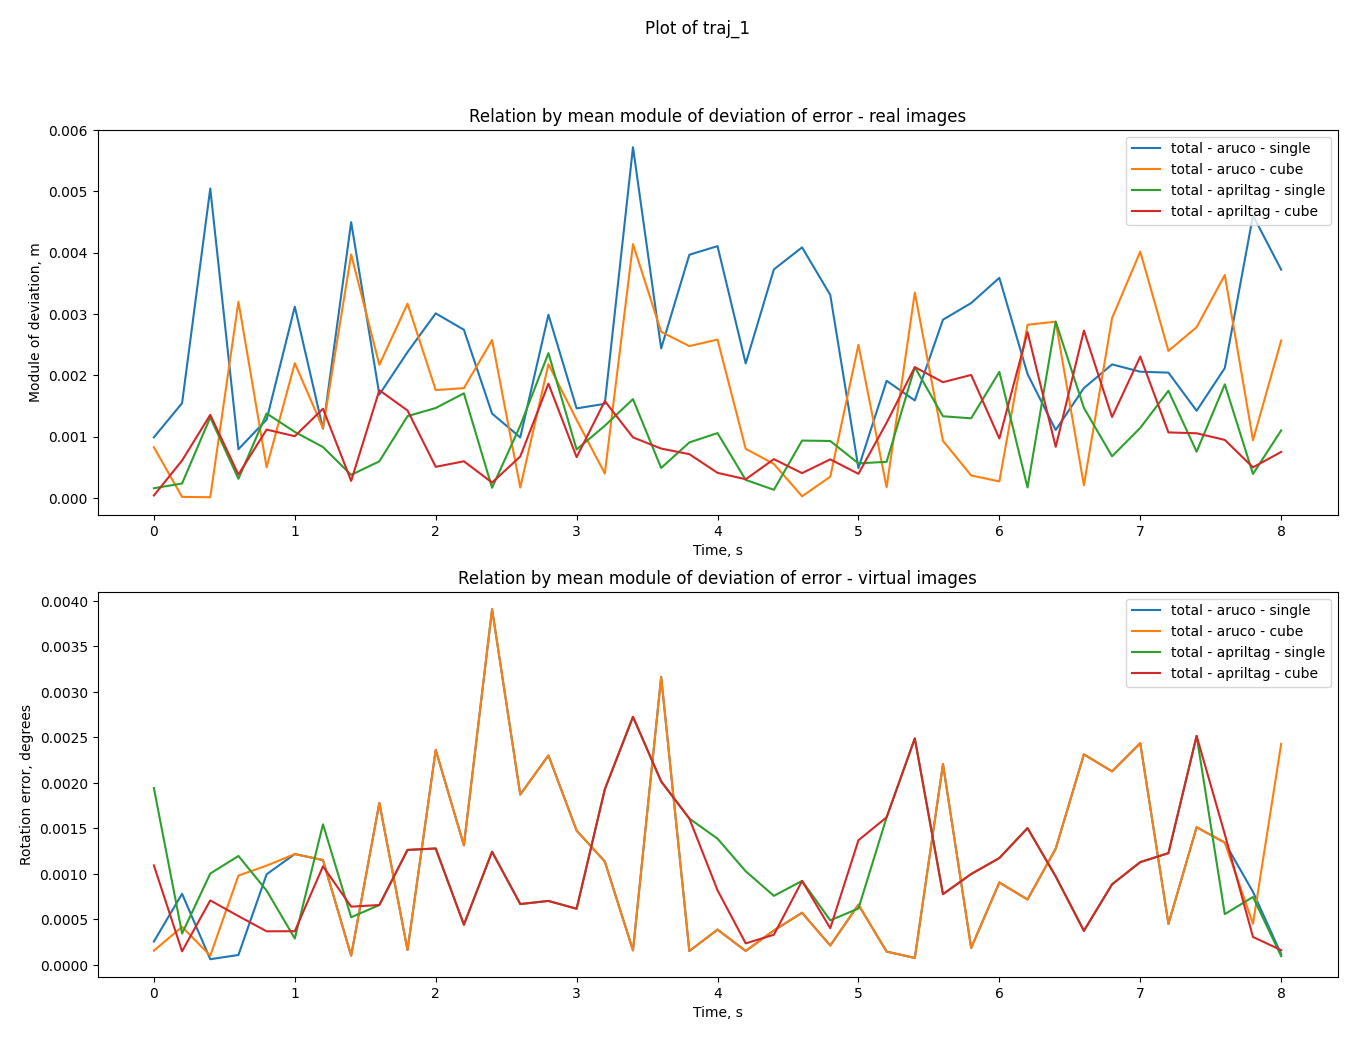 Plot of traj_1
Relation by mean module of deviation of error - real images
0.006
0.005
0.004
0.003
0.002
0.001
0.000
Module of deviation, m
total - aruco - single
total - aruco - cube
total - apriltag - single
total - apriltag - cube
0 1 2 3 4 5 6 7 8
Time, s
Relation by mean module of deviation of error - virtual images
0.0040
0.0035
0.0030
0.0025
0.0020
0.0015
0.0010
0.0005
0.0000
Rotation error, degrees
total - aruco - single
total - aruco - cube
total - apriltag - single
total - apriltag - cube
0 1 2 3 4 5 6 7 8
Time, s